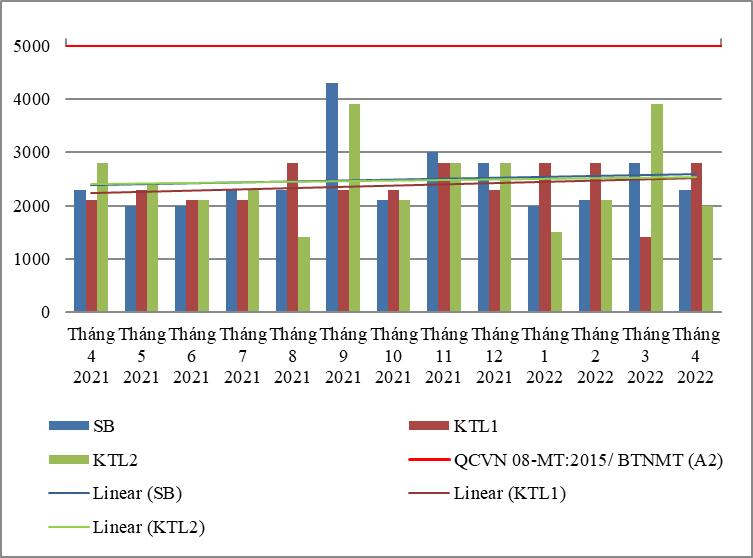 5000
4000
3000
2000
1000
0
Tháng 4 2021
Tháng 5 2021
Tháng 6 2021
Tháng 7 2021
Tháng 8 2021
Tháng 9 2021
Tháng 10 2021
Tháng 11 2021
Tháng 12 2021
Tháng 1 2022
Tháng 2 2022
Tháng 3 2022
Tháng 4 2022
SB
KTL1
KTL2
QCVN 08-MT:2015/ BTNMT (A2)
Linear (SB)
Linear (KTL1)
Linear (KTL2)